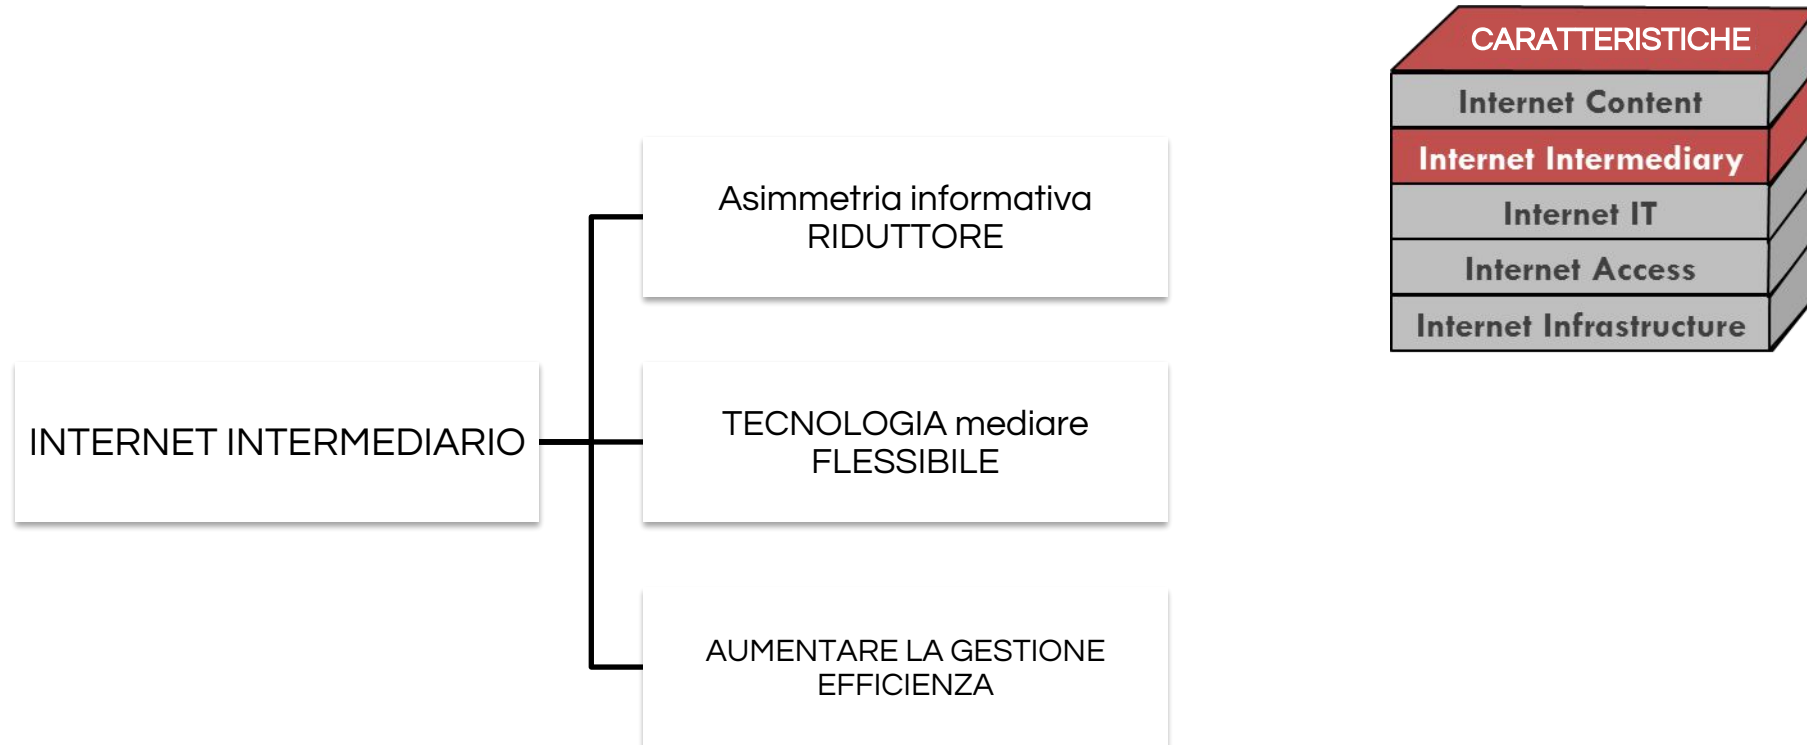 CARATTERISTICHE
Internet Content
Internet Intermediary
Internet IT
Internet Access
Internet Infrastructure
INTERNET INTERMEDIARIO
Asimmetria informativa
RIDUTTORE
TECNOLOGIA mediare
FLESSIBILE
AUMENTARE LA GESTIONE
EFFICIENZA